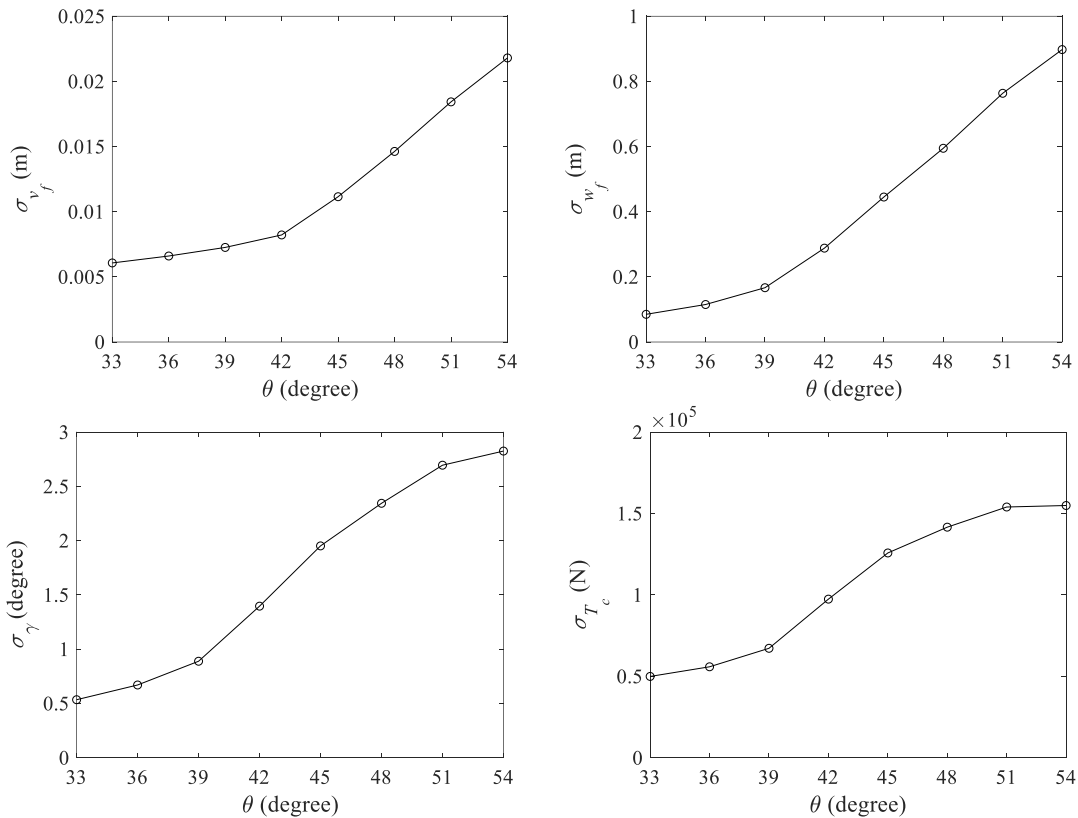 0.025
0.02
0.015
0.01
0.005
0
σ_{v_f} (m)
33 36 39 42 45 48 51 54
θ (degree)
1
0.8
0.6
0.4
0.2
0
σ_{w_f} (m)
33 36 39 42 45 48 51 54
θ (degree)
3
2.5
2
1.5
1
0.5
0
σ_γ (degree)
33 36 39 42 45 48 51 54
θ (degree)
×10^5
2
1.5
1
0.5
0
σ_{T_c} (N)
33 36 39 42 45 48 51 54
θ (degree)